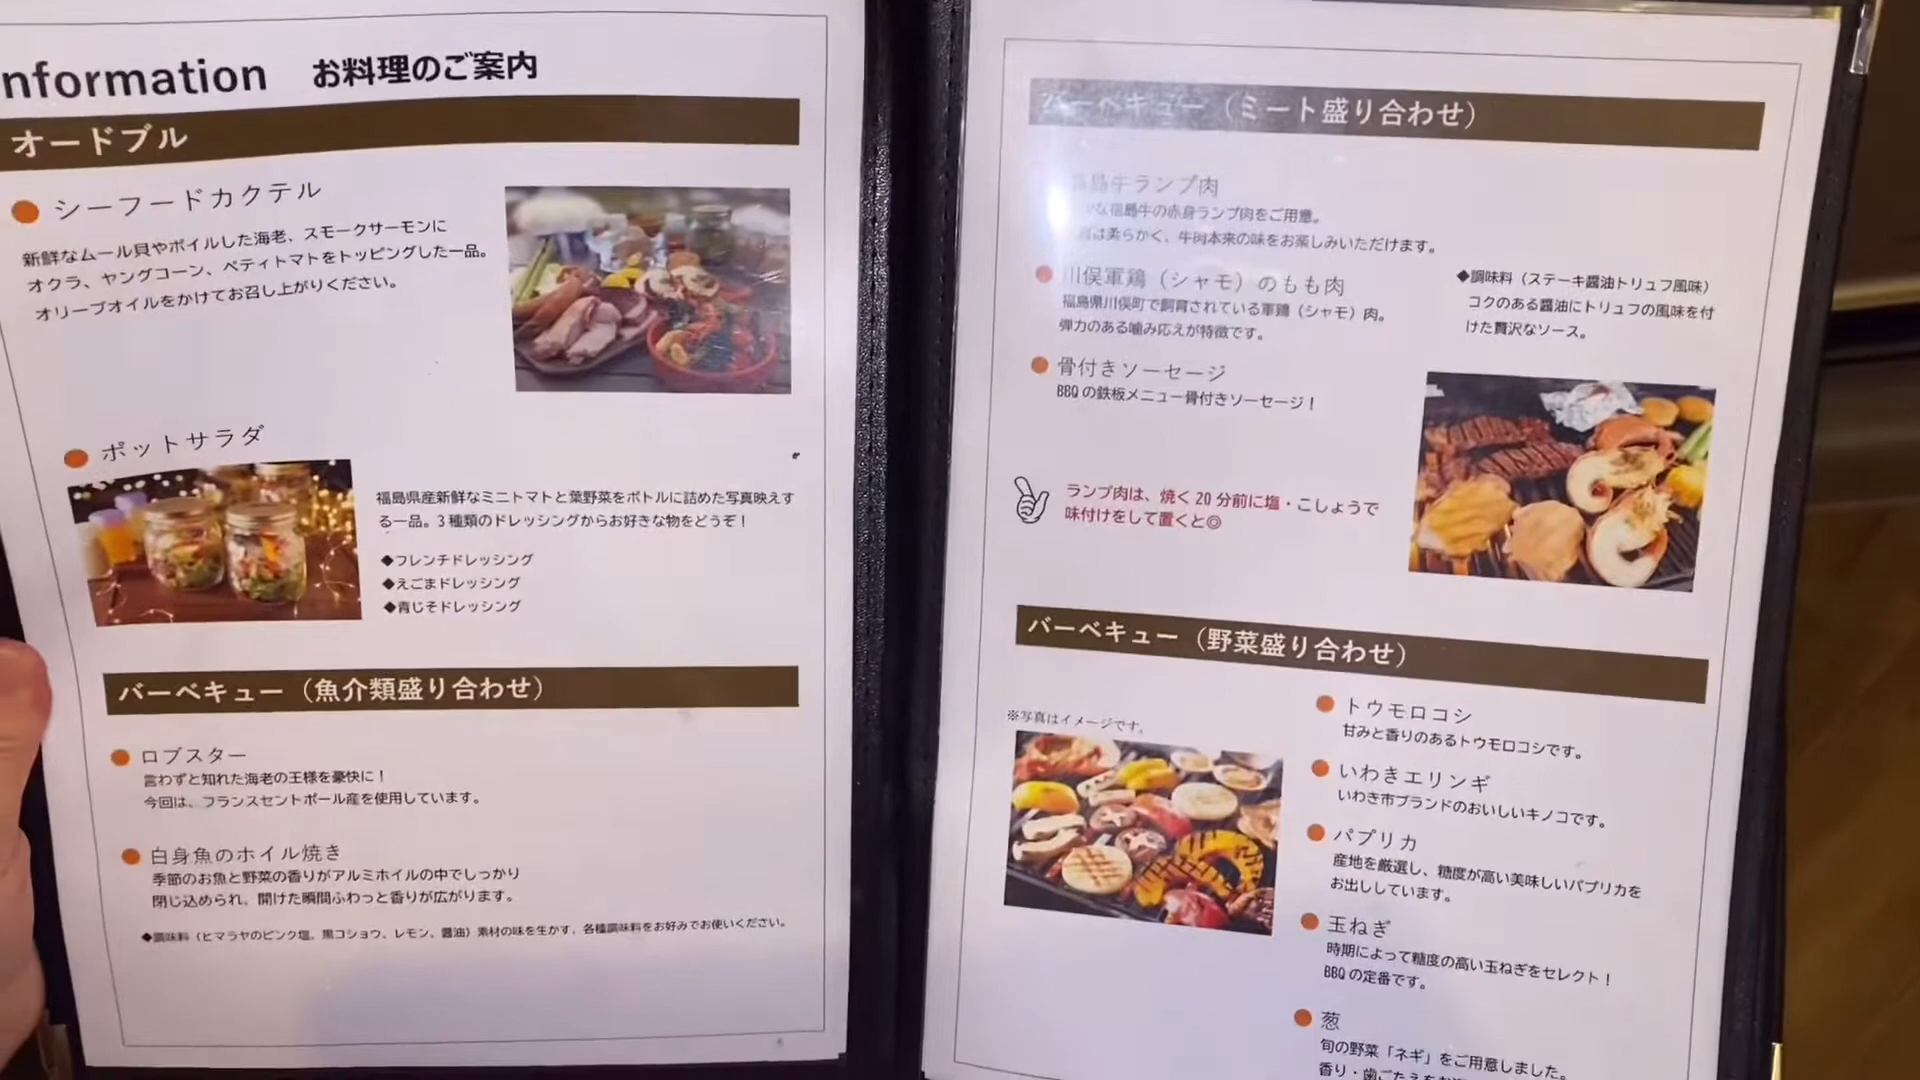 nformation お料理のご案内
オードブル
シーフードカクテル
新鮮なムール貝やボイルした海老、スモークサーモンに
オクラ、ヤングコーン、ペティトマトをトッピングした一品。
オリーブオイルをかけてお召し上がりください。
ポットサラダ
福島県産新鮮なミニトマトと葉野菜をボトルに詰めた写真映えす
る一品。3種類のドレッシングからお好きな物をどうぞ！
◆フレンチドレッシング
◆えごまドレッシング
◆青じそドレッシング
バーベキュー（魚介類盛り合わせ）
ロブスター
言わずと知れた海老の王様を豪快に！
今回は、フランスセントポール産を使用しています。
白身魚のホイル焼き
季節のお魚と野菜の香りがアルミホイルの中でしっかり
閉じ込められ、開けた瞬間ふわっと香りが広がります。
◆調味料（ヒマラヤのピンク塩、黒コショウ、レモン、醤油）素材の味を生かす、各種調味料をお好みでお使いください。
バーベキュー（ミート盛り合わせ）
島牛ランプ肉
な福島牛の赤身ランプ肉をご用意。
は柔らかく、牛肉本来の味をお楽しみいただけます。
川俣軍鶏（シャモ）のもも肉
福島県川俣町で飼育されている軍鶏（シャモ）肉。
弾力のある噛み応えが特徴です。
◆調味料（ステーキ醤油トリュフ風味）
コクのある醤油にトリュフの風味を付
けた贅沢なソース。
骨付きソーセージ
BBQの鉄板メニュー骨付きソーセージ！
ランプ肉は、焼く20分前に塩・こしょうで
味付けをして置くと◎
バーベキュー（野菜盛り合わせ）
※写真はイメージです。
トウモロコシ
甘みと香りのあるトウモロコシです。
いわきエリンギ
いわき市ブランドのおいしいキノコです。
パプリカ
産地を厳選し、糖度が高い美味しいパプリカを
お出ししています。
玉ねぎ
時期によって糖度の高い玉ねぎをセレクト！
BBQの定番です。
葱
旬の野菜「ネギ」をご用意しました。
香り・歯ごたえをお